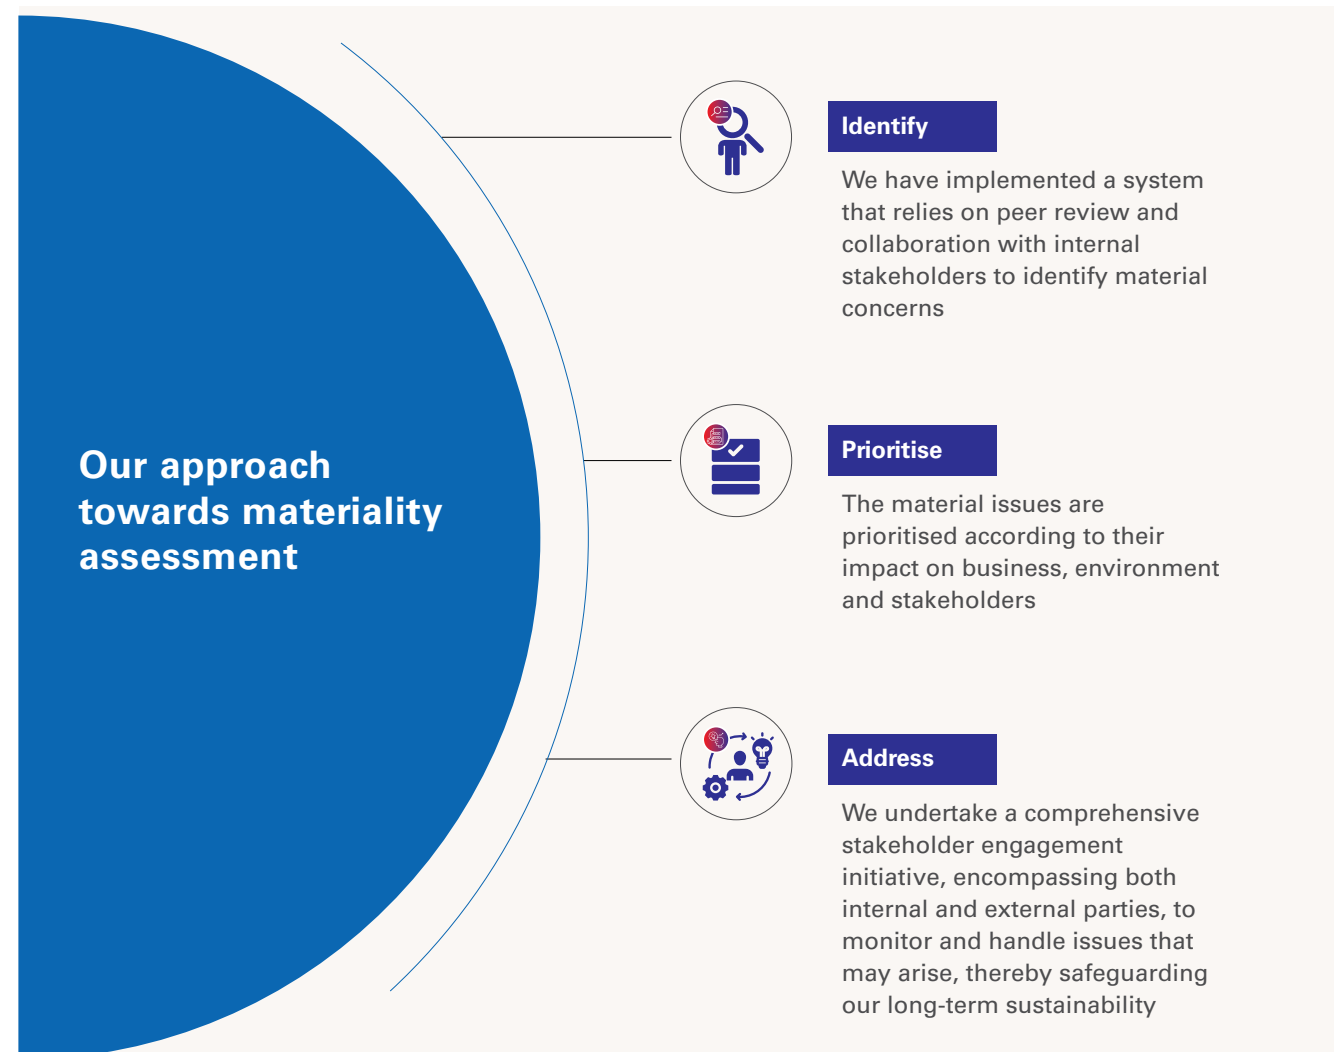 Our approach
towards materiality
assessment
Identify
We have implemented a system
that relies on peer review and
collaboration with internal
stakeholders to identify material
concerns
Prioritise
The material issues are
prioritised according to their
impact on business, environment
and stakeholders
Address
We undertake a comprehensive
stakeholder engagement
initiative, encompassing both
internal and external parties, to
monitor and handle issues that
may arise, thereby safeguarding
our long-term sustainability